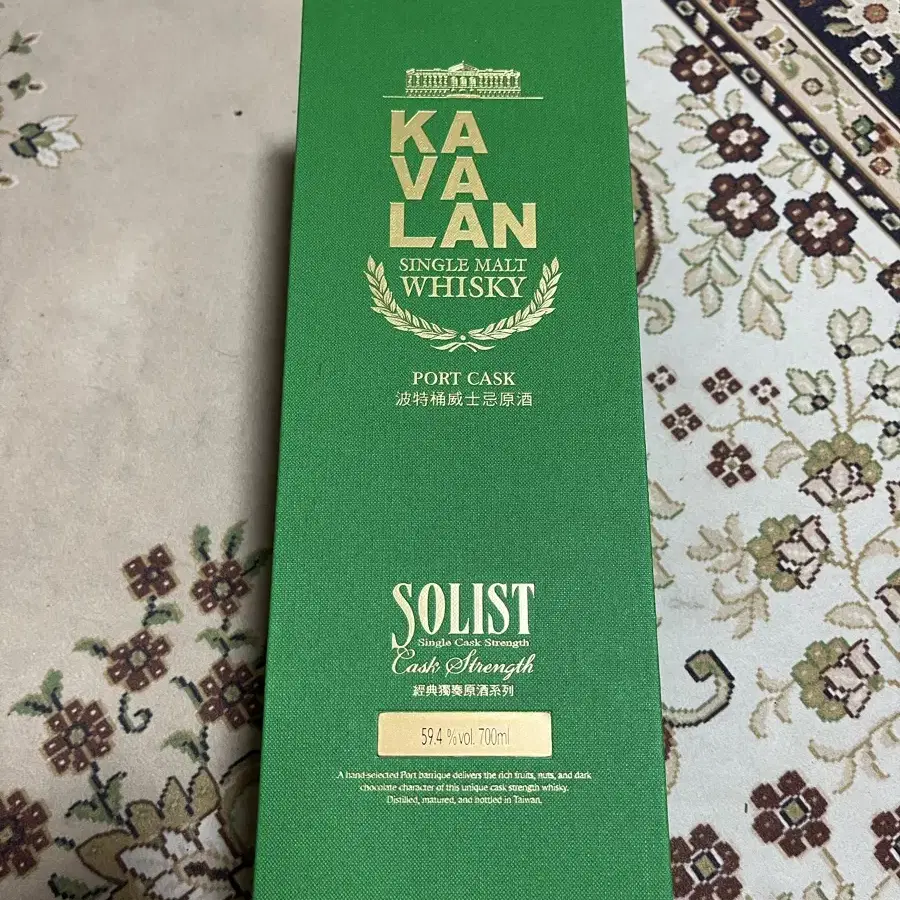 KA
VA
LAN
SINGLE MALT
WHISKY
PORT CASK
波特桶威士忌原酒
SOLIST
Single Cask Strength
Cask Strength
經典獨奏原酒系列
59.4 %vol. 700ml
A hand-selected Port barrique delivers the rich fruits, nuts, and dark
chocolate character of this unique cask strength whisky.
Distilled, matured, and bottled in Taiwan.